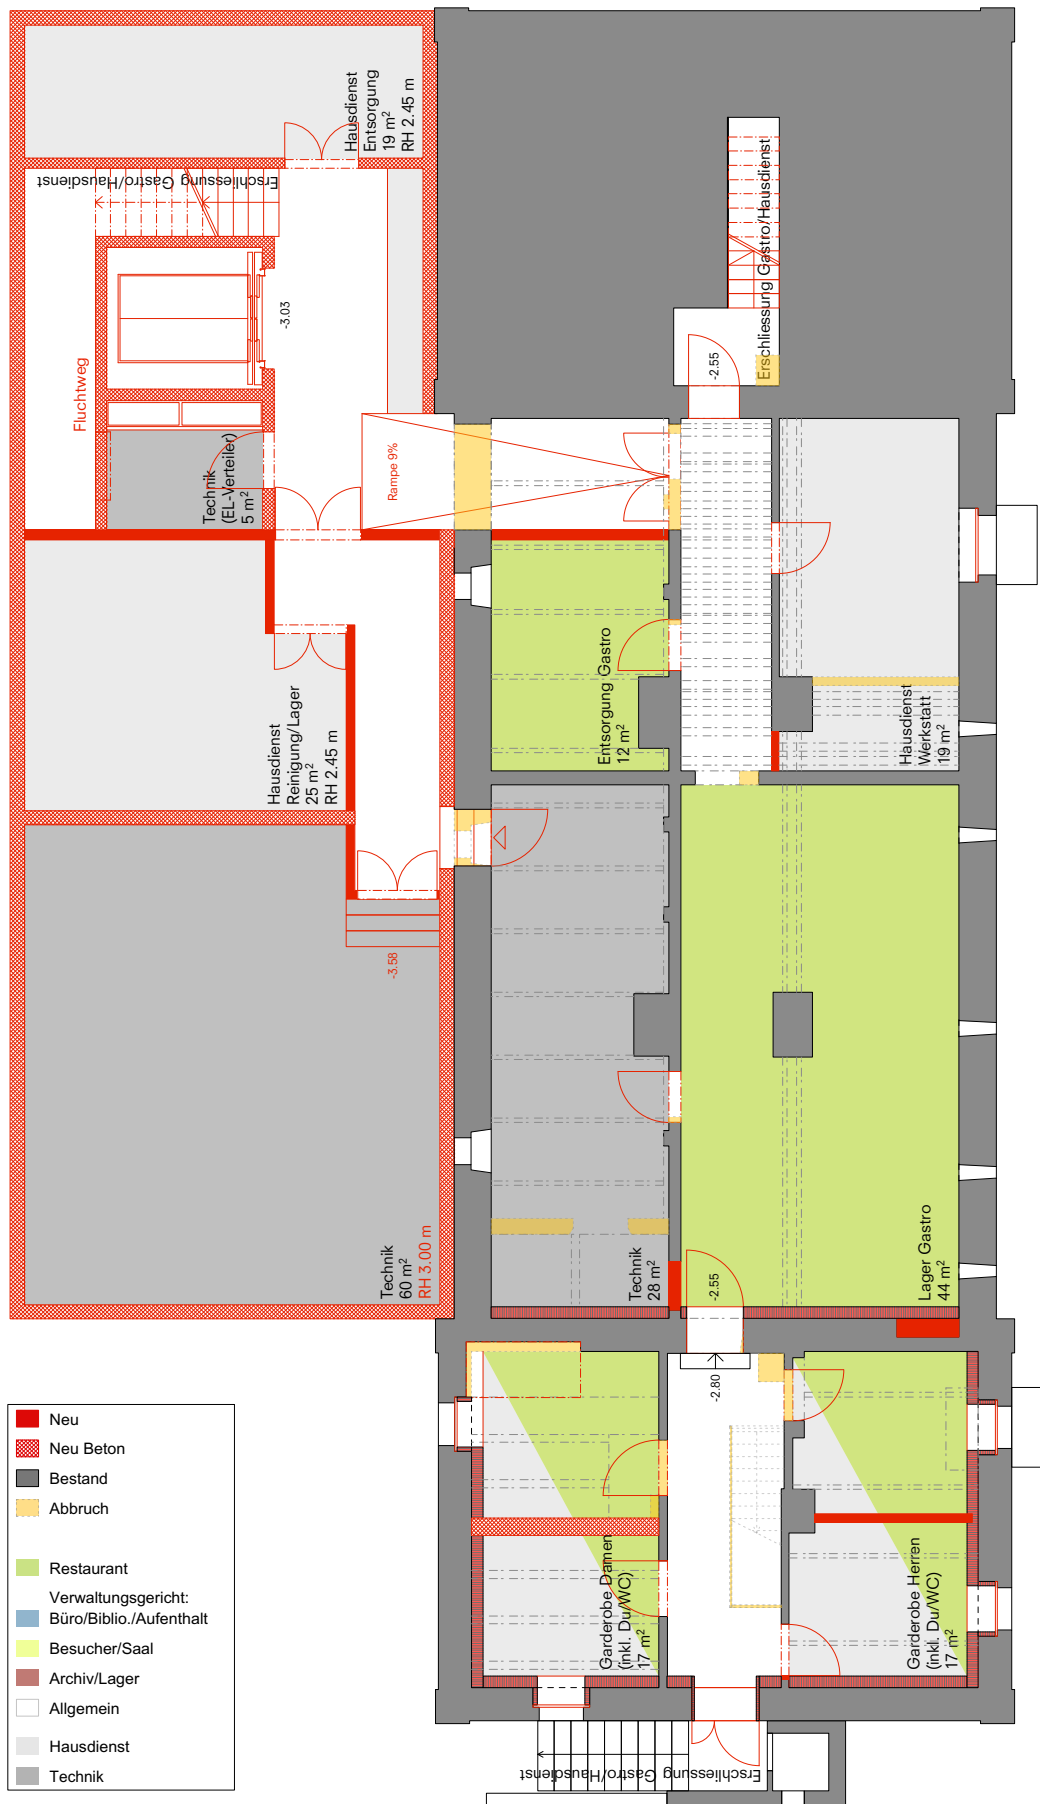 Hausdienst
Entsorgung
19 m²
RH 2.45 m
Erschliessung Gastro/Hausdienst
-3.03
Fluchtweg
Technik
(EL-Verteiler)
5 m²
Rampe 9%
Erschliessung Gastro/Hausdienst
-2.55
Hausdienst
Reinigung/Lager
25 m²
RH 2.45 m
Entsorgung Gastro
12 m²
Hausdienst
Werkstatt
19 m²
-3.58
Technik
60 m²
RH 3.00 m
Technik
28 m²
-2.55
Lager Gastro
44 m²
-2.80
Garderobe Damen
(inkl. Du/WC)
17 m²
Garderobe Herren
(inkl. Du/WC)
17 m²
Erschliessung Gastro/Hausdienst
Neu
Neu Beton
Bestand
Abbruch
Restaurant
Verwaltungsgericht:
Büro/Biblio./Aufenthalt
Besucher/Saal
Archiv/Lager
Allgemein
Hausdienst
Technik